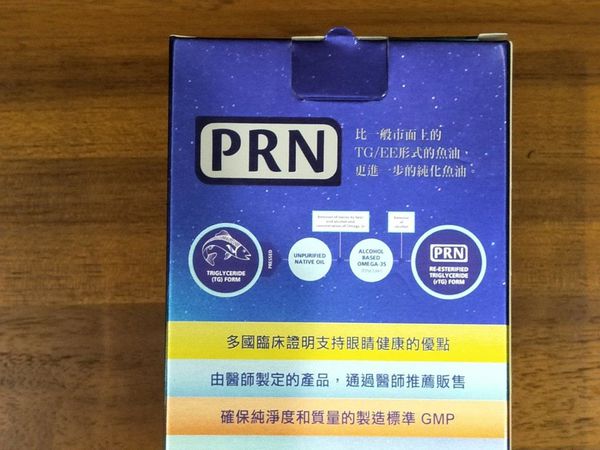 PRN
比一般市面上的
TG/EE形式的魚油、
更進一步的純化魚油。
TRIGLYCERIDE
(TG) FORM
PRESSED
UNPURIFIED
NATIVE OIL
ALCOHOL
BASED
OMEGA-3S
PRN
RE-ESTERIFIED
TRIGLYCERIDE
(rTG) FORM
多國臨床證明支持眼睛健康的優點
由醫師製定的產品，通過醫師推薦販售
確保純淨度和質量的製造標準 GMP